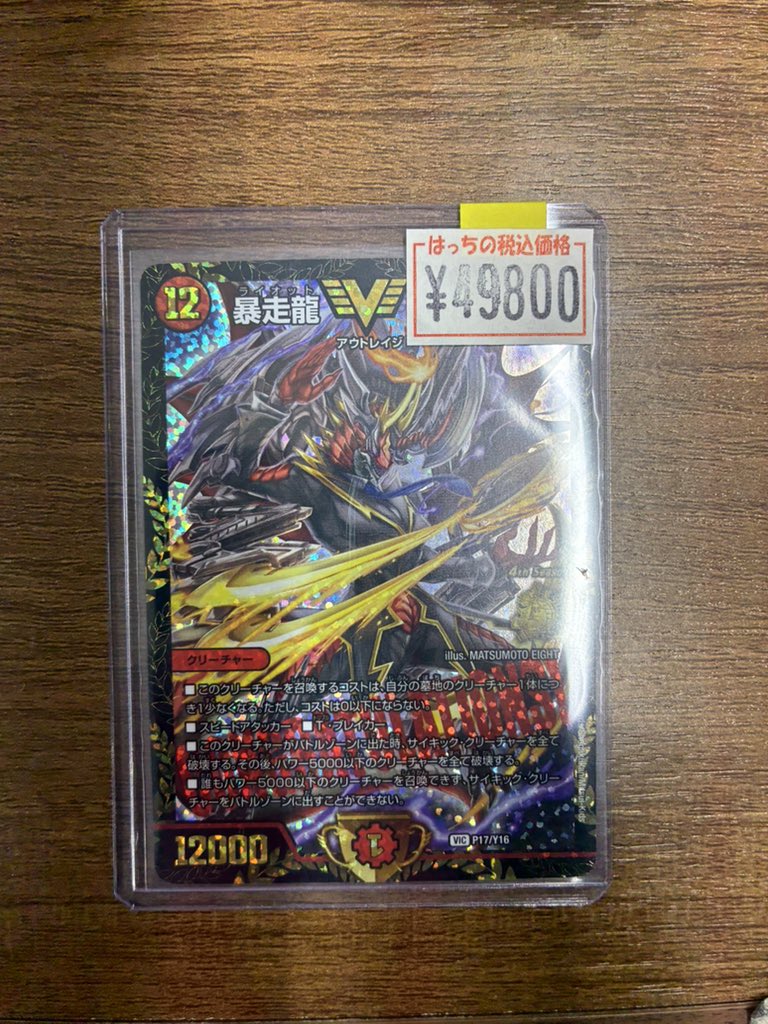 はっちの税込価格
¥49800
12
ライオット
暴走龍
アウトレイジ
4th Season
クリーチャー
illus. MATSUMOTO EIGHT
■このクリーチャーを召喚するコストは、自分の墓地のクリーチャー1体につ
き1少なくなる。ただし、コストは0以下にならない。
■スピードアタッカー ■T・ブレイカー
■このクリーチャーがバトルゾーンに出た時、サイキック・クリーチャーを全て
破壊する。その後、パワー5000以下のクリーチャーを全て破壊する。
■誰もパワー5000以下のクリーチャーを召喚できず、サイキック・クリー
チャーをバトルゾーンに出すことができない。
12000
T
VIC P17/Y16